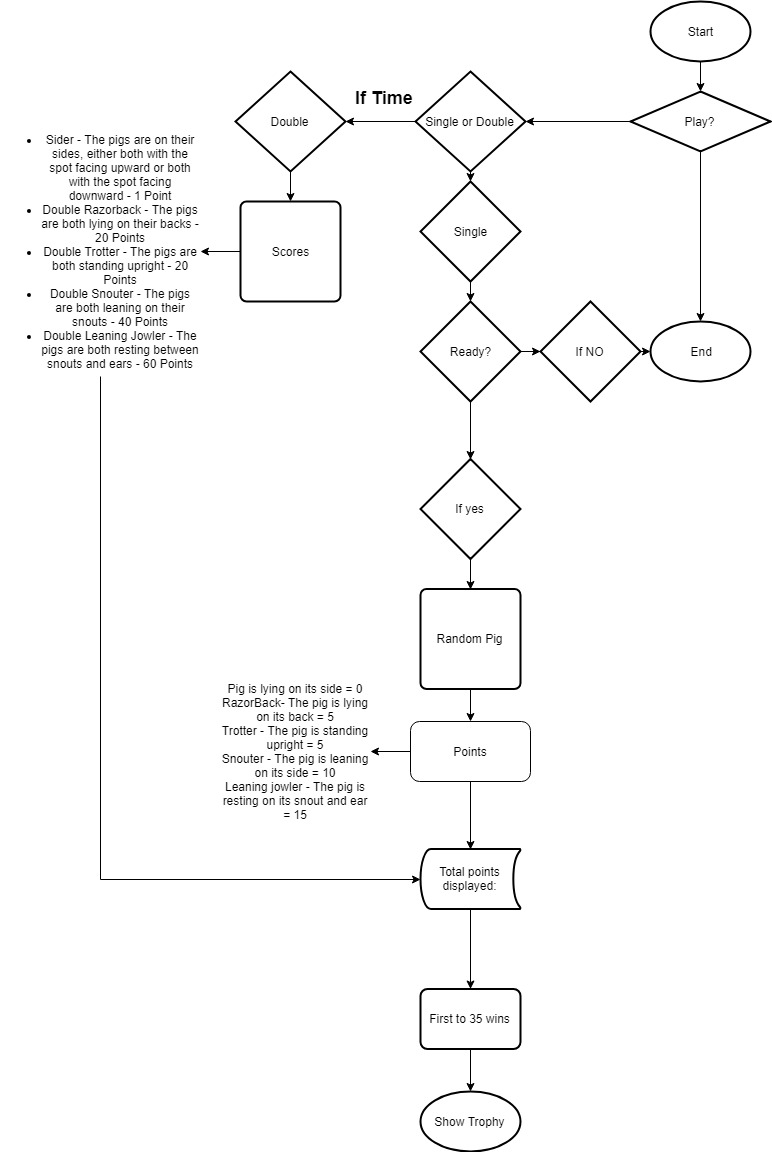 Start
Play?
If Time
Single or Double
Double
Single
Scores
• Sider - The pigs are on their
sides, either both with the
spot facing upward or both
with the spot facing
downward - 1 Point
• Double Razorback - The pigs
are both lying on their backs -
20 Points
• Double Trotter - The pigs are
both standing upright - 20
Points
• Double Snouter - The pigs
are both leaning on their
snouts - 40 Points
• Double Leaning Jowler - The
pigs are both resting between
snouts and ears - 60 Points
Ready?
If NO
End
If yes
Random Pig
Points
Pig is lying on its side = 0
RazorBack- The pig is lying
on its back = 5
Trotter - The pig is standing
upright = 5
Snouter - The pig is leaning
on its side = 10
Leaning jowler - The pig is
resting on its snout and ear
= 15
Total points
displayed:
First to 35 wins
Show Trophy